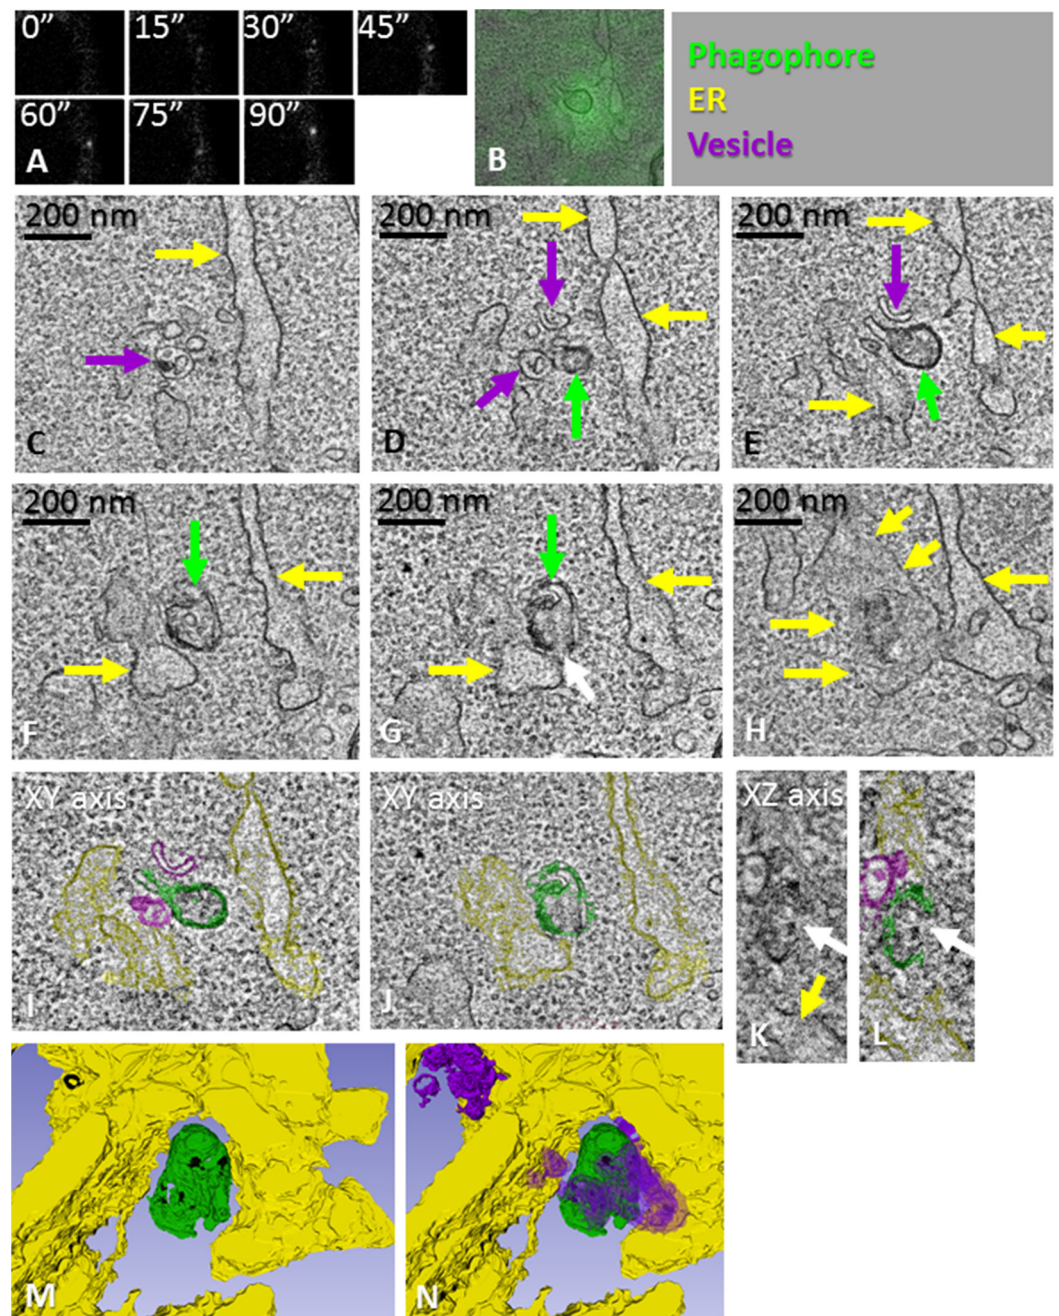 0” 15” 30” 45”
60” 75” 90”
A
B
Phagophore
ER
Vesicle
200 nm
C
200 nm
D
200 nm
E
200 nm
F
200 nm
G
200 nm
H
XY axis
I
XY axis
J
XZ axis
K
L
M
N